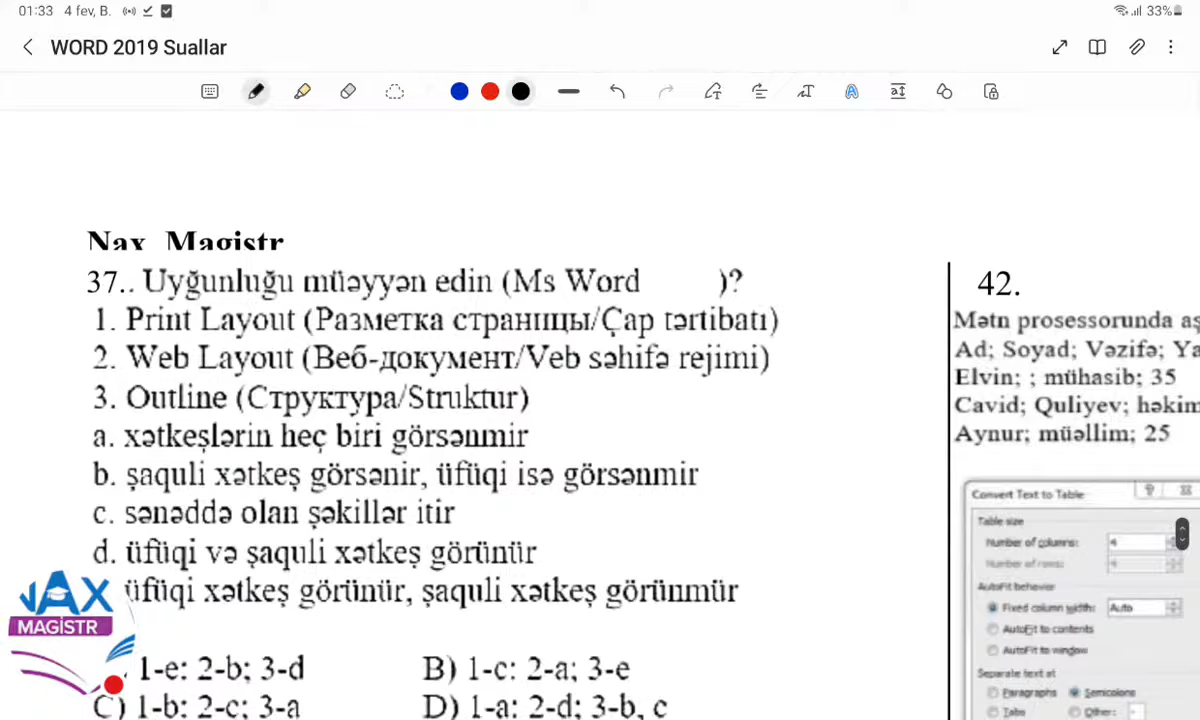 01:33 4 fev, B. 33%
WORD 2019 Suallar
Nax Magistr
37.. Uyğunluğu müəyyən edin (Ms Word )?
1. Print Layout (Разметка страницы/Çap tərtibatı)
2. Web Layout (Веб-документ/Veb səhifə rejimi)
3. Outline (Структура/Struktur)
a. xətkeşlərin heç biri görsənmir
b. şaquli xətkeş görsənir, üfüqi isə görsənmir
c. sənəddə olan şəkillər itir
d. üfüqi və şaquli xətkeş görünür
üfüqi xətkeş görünür, şaquli xətkeş görünmür
1-e: 2-b; 3-d B) 1-c: 2-a; 3-e
C) 1-b: 2-c; 3-a D) 1-a: 2-d; 3-b, c
NAX
MAGİSTR
42.
Mətn prosessorunda aş
Ad; Soyad; Vəzifə; Ya
Elvin; ; mühasib; 35
Cavid; Quliyev; həkim
Aynur; müəllim; 25
Convert Text to Table
Table size
Number of columns: 4
Number of rows:
AutoFit behavior
Fixed column width: Auto
AutoFit to contents
AutoFit to window
Separate text at
Paragraphs Semicolons
Tabs Other: -